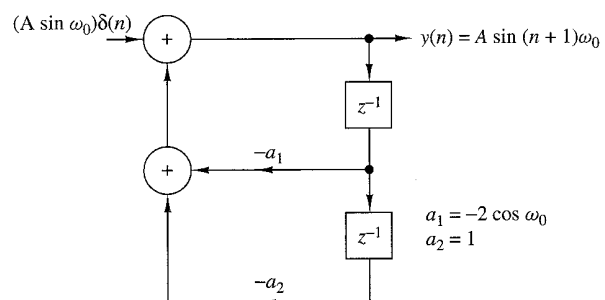 (A sin ω₀)δ(n)
+
y(n) = A sin (n + 1)ω₀
z⁻¹
−a₁
+
z⁻¹
a₁ = −2 cos ω₀
a₂ = 1
−a₂